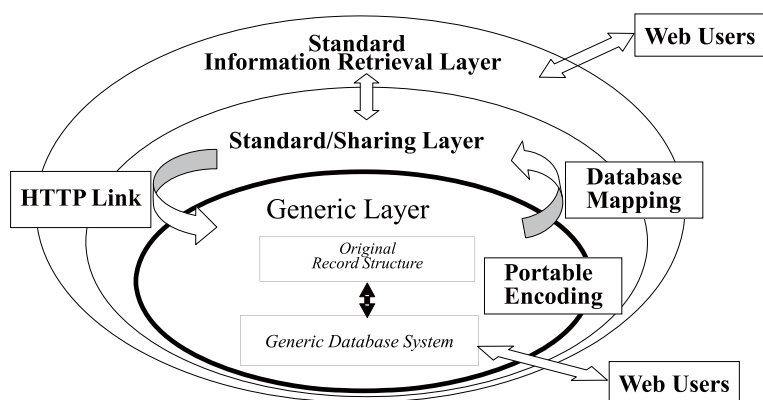 Standard
Information Retrieval Layer
Web Users
Standard/Sharing Layer
HTTP Link
Database
Mapping
Generic Layer
Original
Record Structure
Portable
Encoding
Generic Database System
Web Users